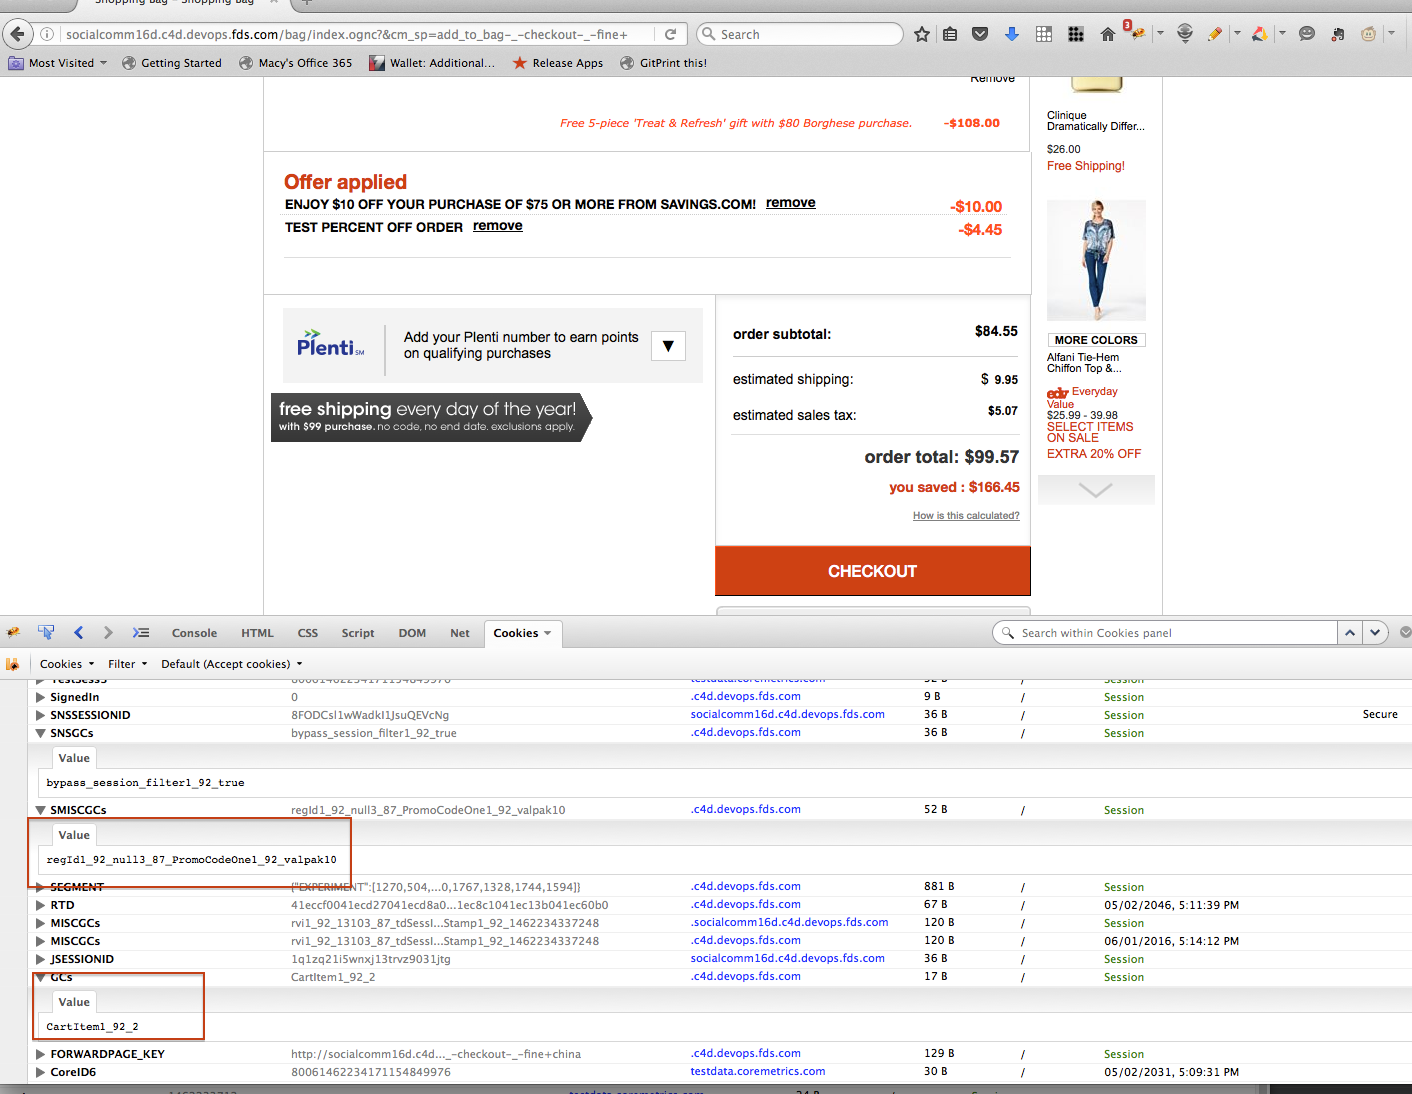 Shopping Bag – Shopping Bag
socialcomm16d.c4d.devops.fds.com/bag/index.ognc?&cm_sp=add_to_bag-_-checkout-_-fine+
Search
3
Most Visited
Getting Started
Macy's Office 365
Wallet: Additional...
Release Apps
GitPrint this!
Remove
Free 5-piece 'Treat & Refresh' gift with $80 Borghese purchase. -$108.00
Offer applied
ENJOY $10 OFF YOUR PURCHASE OF $75 OR MORE FROM SAVINGS.COM! remove -$10.00
TEST PERCENT OFF ORDER remove -$4.45
Plenti SM
Add your Plenti number to earn points
on qualifying purchases
▼
free shipping every day of the year!
with $99 purchase. no code, no end date. exclusions apply.
order subtotal: $84.55
estimated shipping: $ 9.95
estimated sales tax: $5.07
order total: $99.57
you saved : $166.45
How is this calculated?
CHECKOUT
Clinique
Dramatically Differ...
$26.00
Free Shipping!
MORE COLORS
Alfani Tie-Hem
Chiffon Top &...
edv Everyday
Value
$25.99 - 39.98
SELECT ITEMS
ON SALE
EXTRA 20% OFF
Console HTML CSS Script DOM Net Cookies
Search within Cookies panel
Cookies Filter Default (Accept cookies)
TestSess3 80061462234171154849976 testdata.coremetrics.com 32 B / Session
SignedIn 0 .c4d.devops.fds.com 9 B / Session
SNSSESSIONID 8FODCsl1wWadkI1JsuQEVcNg socialcomm16d.c4d.devops.fds.com 36 B / Session Secure
SNSGCs bypass_session_filter1_92_true .c4d.devops.fds.com 36 B / Session
Value
bypass_session_filter1_92_true
SMISCGCs regId1_92_null3_87_PromoCodeOne1_92_valpak10 .c4d.devops.fds.com 52 B / Session
Value
regId1_92_null3_87_PromoCodeOne1_92_valpak10
SEGMENT {"EXPERIMENT":[1270,504,...0,1767,1328,1744,1594]} .c4d.devops.fds.com 881 B / Session
RTD 41eccf0041ecd27041ecd8a0...1ec8c1041ec13b041ec60b0 .c4d.devops.fds.com 67 B / 05/02/2046, 5:11:39 PM
MISCGCs rvi1_92_13103_87_tdSessI...Stamp1_92_1462234337248 .socialcomm16d.c4d.devops.fds.com 120 B / Session
MISCGCs rvi1_92_13103_87_tdSessI...Stamp1_92_1462234337248 .c4d.devops.fds.com 120 B / 06/01/2016, 5:14:12 PM
JSESSIONID 1q1zq21i5wnxj13trvz9031jtg socialcomm16d.c4d.devops.fds.com 36 B / Session
GCs CartItem1_92_2 .c4d.devops.fds.com 17 B / Session
Value
CartItem1_92_2
FORWARDPAGE_KEY http://socialcomm16d.c4d..._-checkout-_-fine+china .c4d.devops.fds.com 129 B / Session
CoreID6 80061462234171154849976 testdata.coremetrics.com 30 B / 05/02/2031, 5:09:31 PM